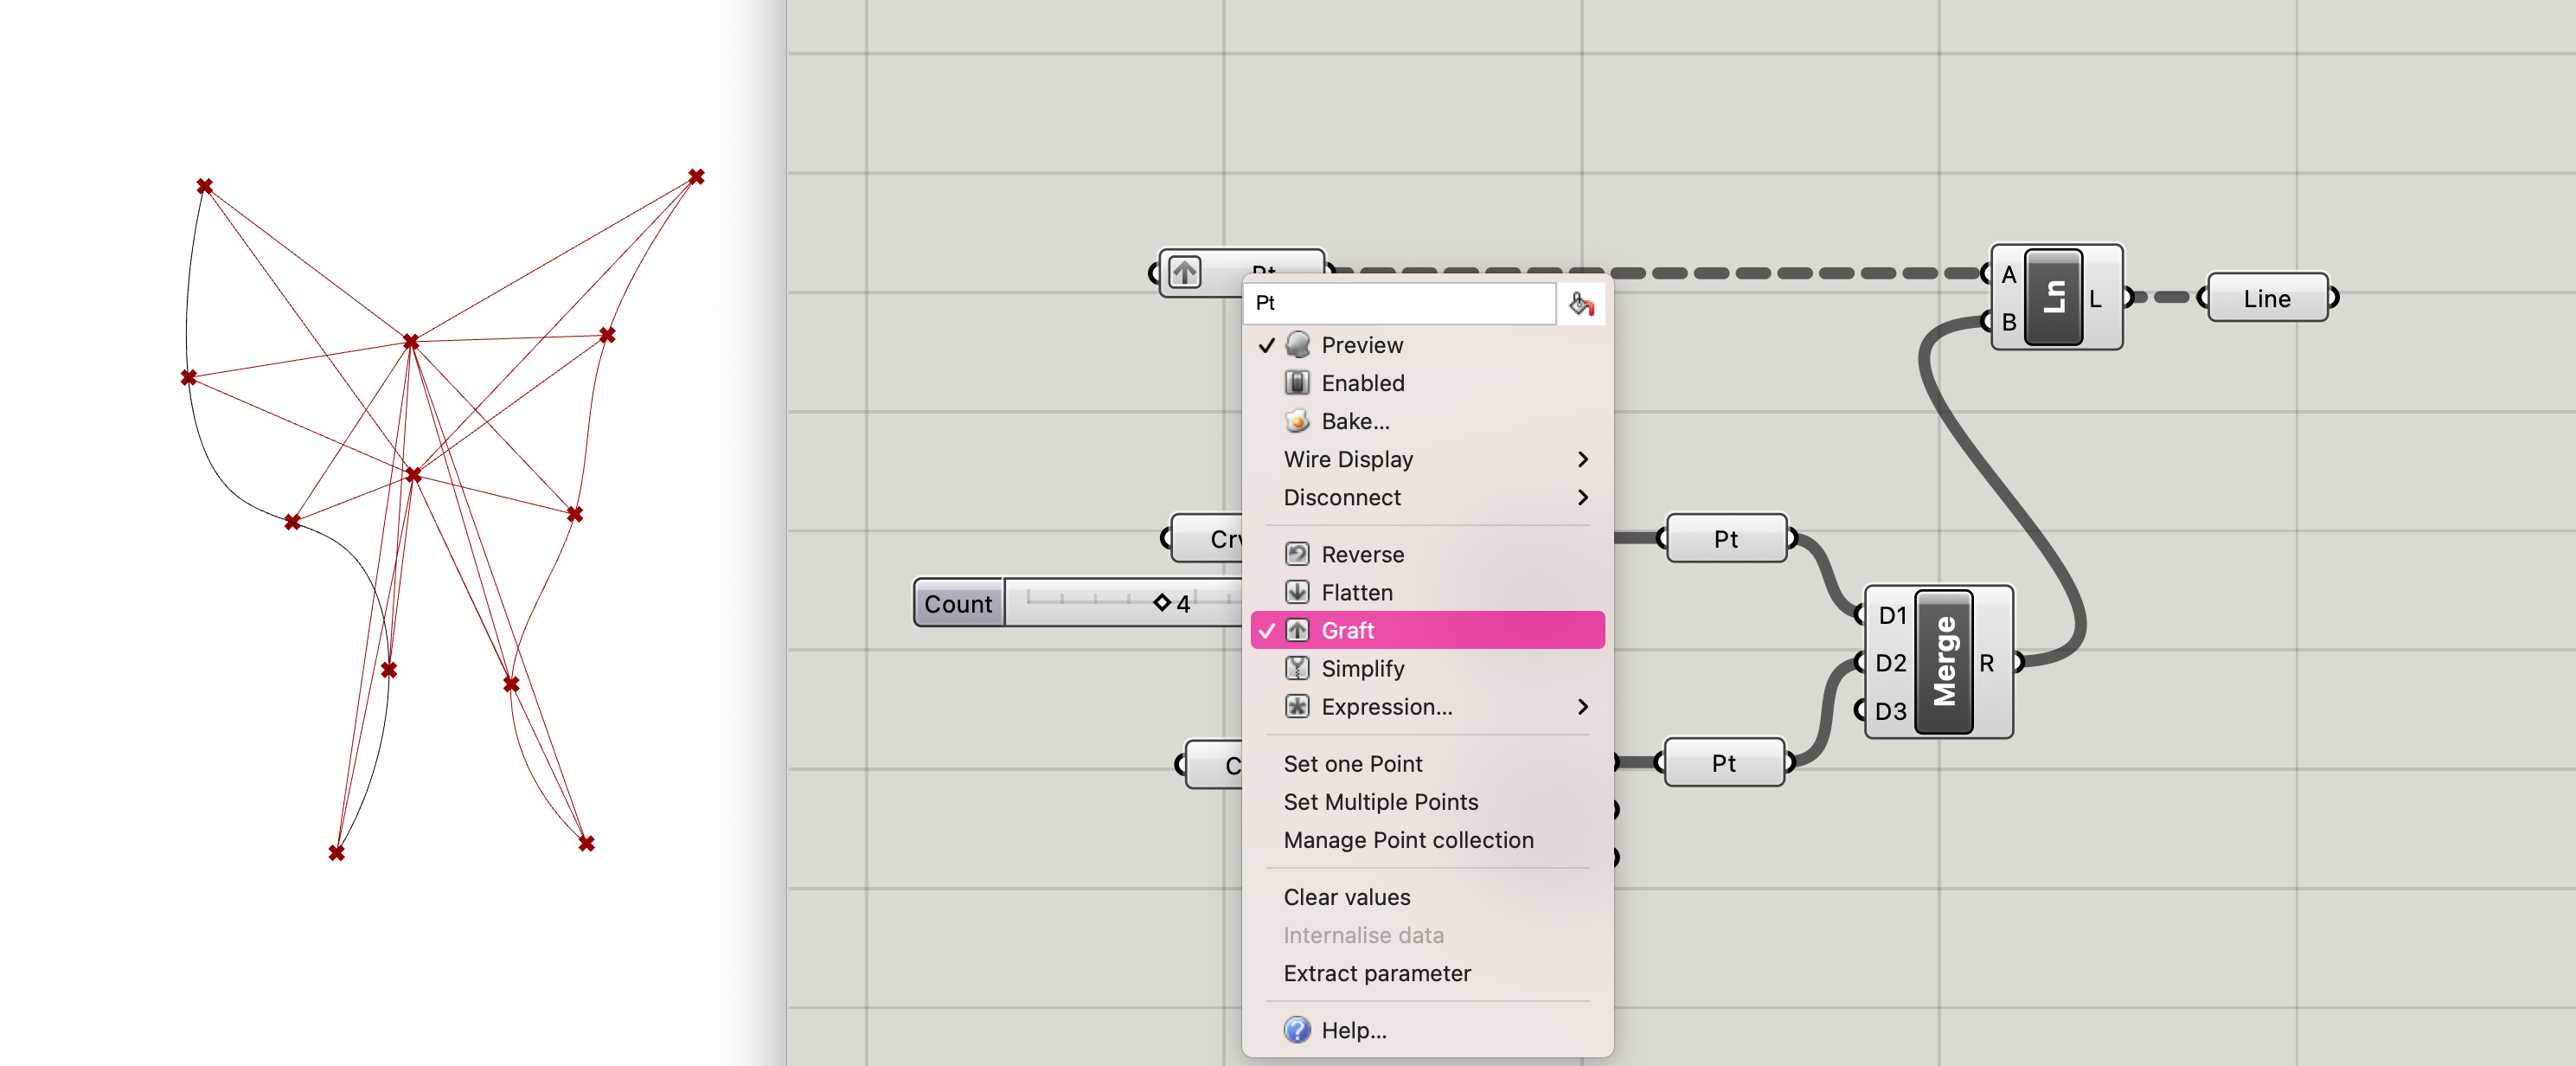 Pt
A
B
Ln
L
Line
Pt
Preview
Enabled
Bake...
Wire Display
Disconnect
Reverse
Flatten
Graft
Simplify
Expression...
Set one Point
Set Multiple Points
Manage Point collection
Clear values
Internalise data
Extract parameter
Help...
Crv
Pt
Count
4
D1
D2
D3
Merge
R
C
Pt